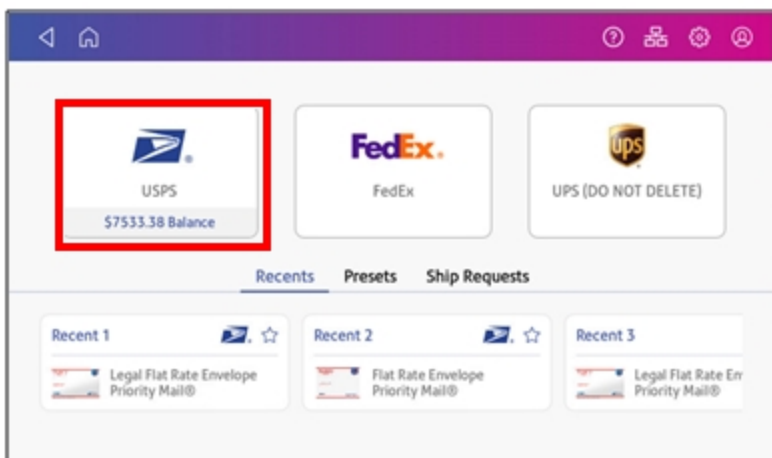 FedEx
ups
USPS
FedEx
UPS (DO NOT DELETE)
$7533.38 Balance
Recents
Presets
Ship Requests
Recent 1
Recent 2
Recent 3
Legal Flat Rate Envelope
Priority Mail®
Flat Rate Envelope
Priority Mail®
Legal Flat Rate En
Priority Mail®